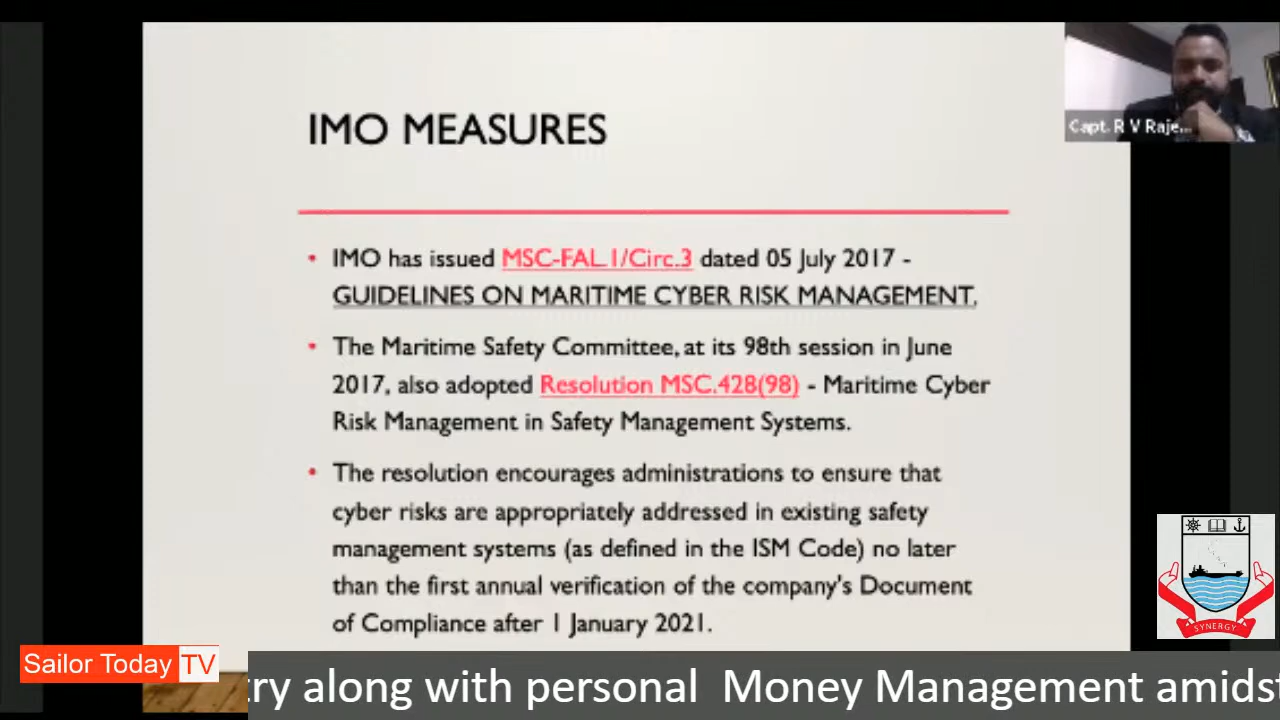 IMO MEASURES
Capt. R V Raje...
• IMO has issued MSC-FAL.1/Circ.3 dated 05 July 2017 -
GUIDELINES ON MARITIME CYBER RISK MANAGEMENT.
• The Maritime Safety Committee, at its 98th session in June
2017, also adopted Resolution MSC.428(98) - Maritime Cyber
Risk Management in Safety Management Systems.
• The resolution encourages administrations to ensure that
cyber risks are appropriately addressed in existing safety
management systems (as defined in the ISM Code) no later
than the first annual verification of the company's Document
of Compliance after 1 January 2021.
SYNERGY
Sailor Today TV
try along with personal Money Management amidst